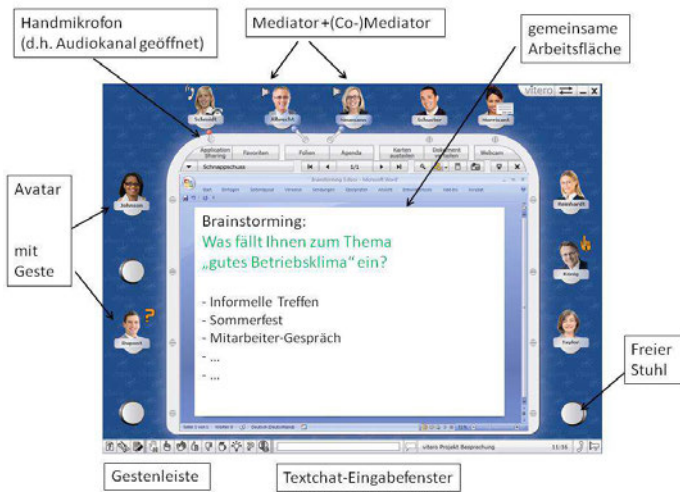 Handmikrofon
(d.h. Audiokanal geöffnet)
Mediator+(Co-)Mediator
gemeinsame
Arbeitsfläche
vitero
Schmidt
Albrecht
Neumann
Schubert
Application
Sharing
Favoriten
Folien
Agenda
Karten
austeilen
Dokument
verteilen
Webcam
Schnappschuss
1/1
Avatar
mit
Geste
Johnson
Dupont
Reinhardt
König
Taylor
Brainstorming:
Was fällt Ihnen zum Thema
„gutes Betriebsklima“ ein?
- Informelle Treffen
- Sommerfest
- Mitarbeiter-Gespräch
- ...
- ...
Freier
Stuhl
vitero Projekt Besprechung
11:56
Gestenleiste
Textchat-Eingabefenster